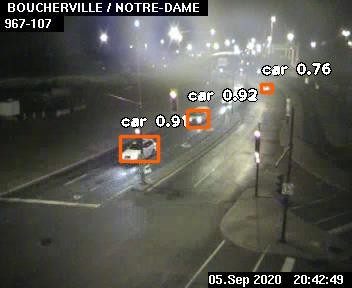 BOUCHERVILLE / NOTRE-DAME
967-107
car 0.76
car 0.92
car 0.91
05.Sep 2020 20:42:49